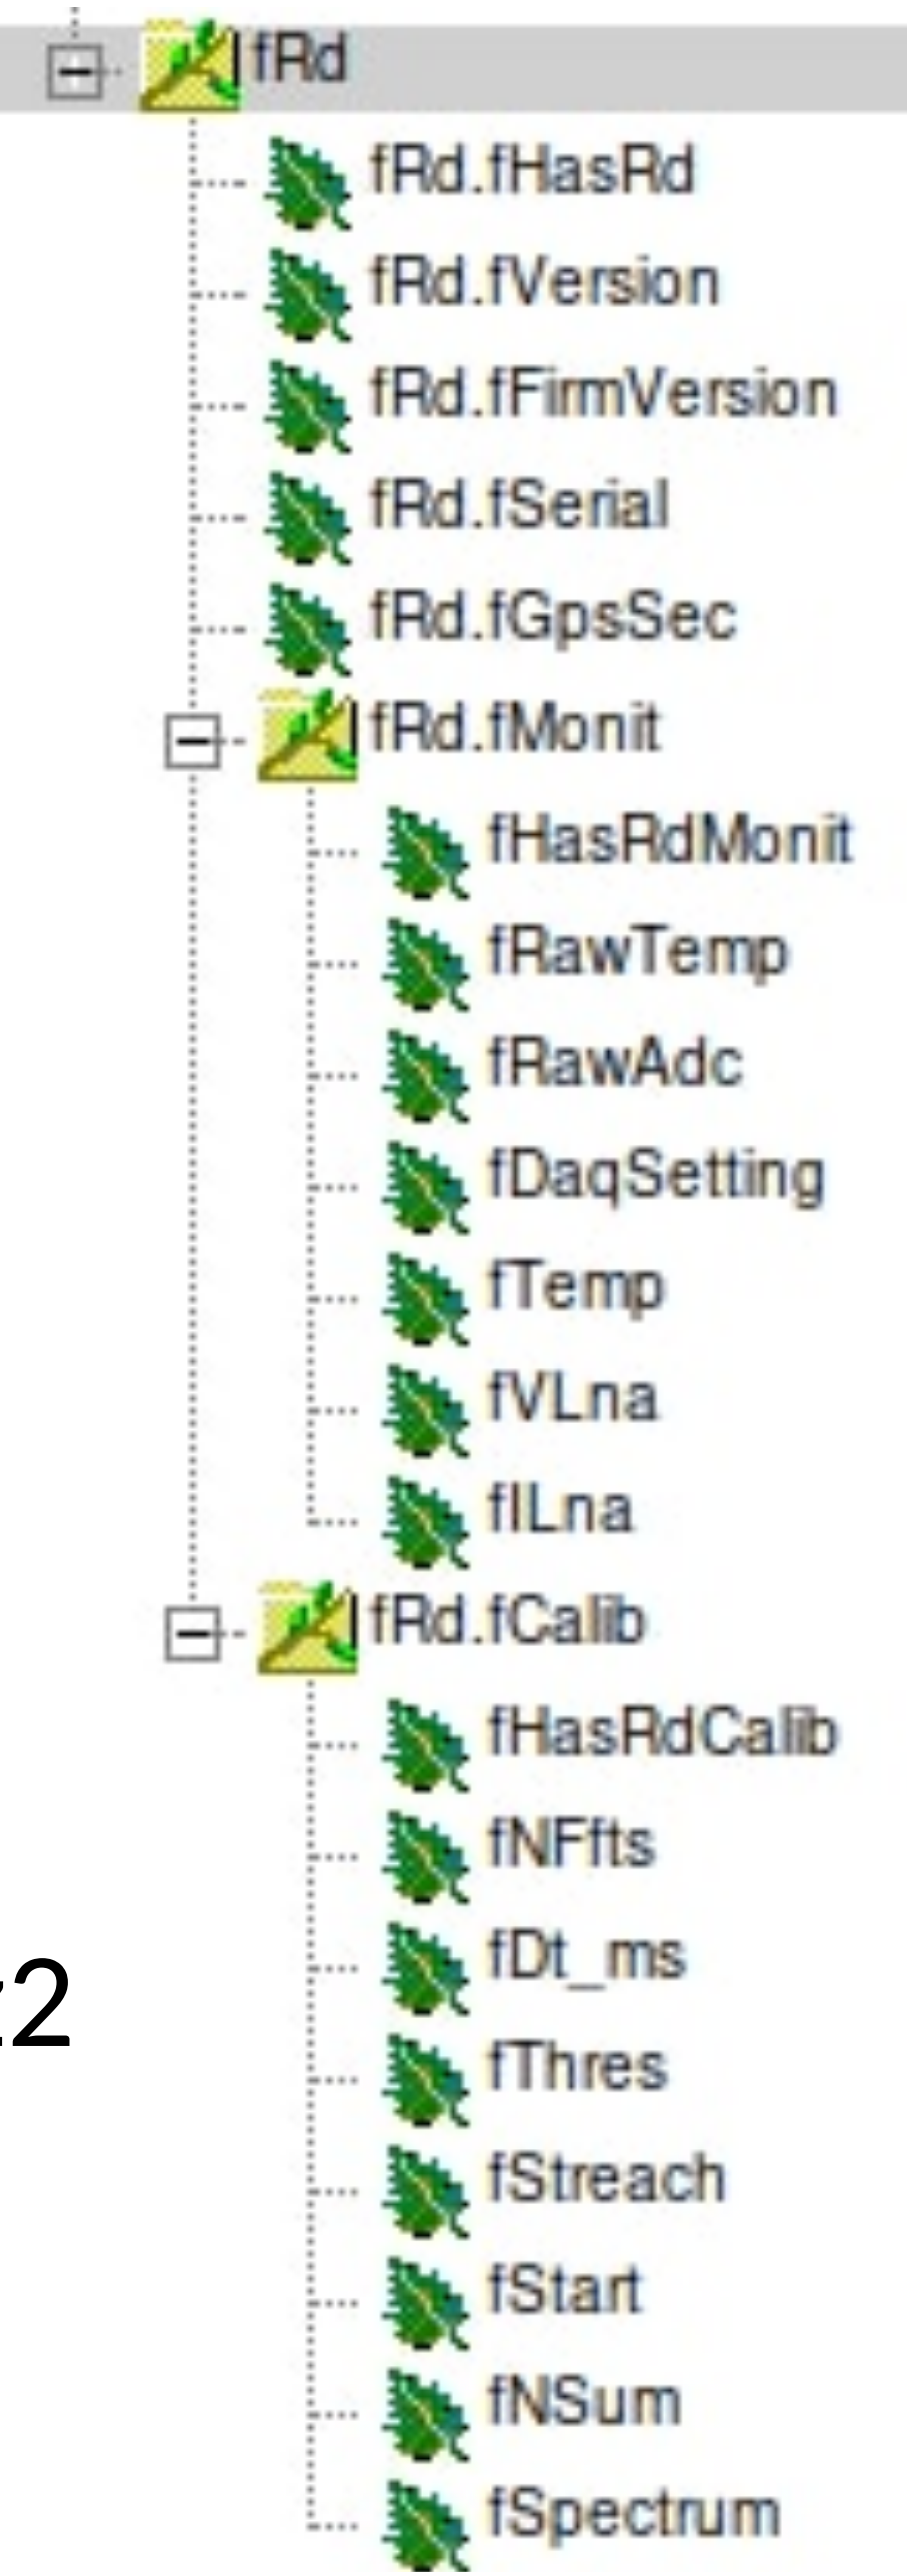 fRd
fRd.fHasRd
fRd.fVersion
fRd.fFirmVersion
fRd.fSerial
fRd.fGpsSec
fRd.fMonit
fHasRdMonit
fRawTemp
fRawAdc
fDaqSetting
fTemp
fVLna
fILna
fRd.fCalib
fHasRdCalib
fNFfts
fDt_ms
2
fThres
fStreach
fStart
fNSum
fSpectrum